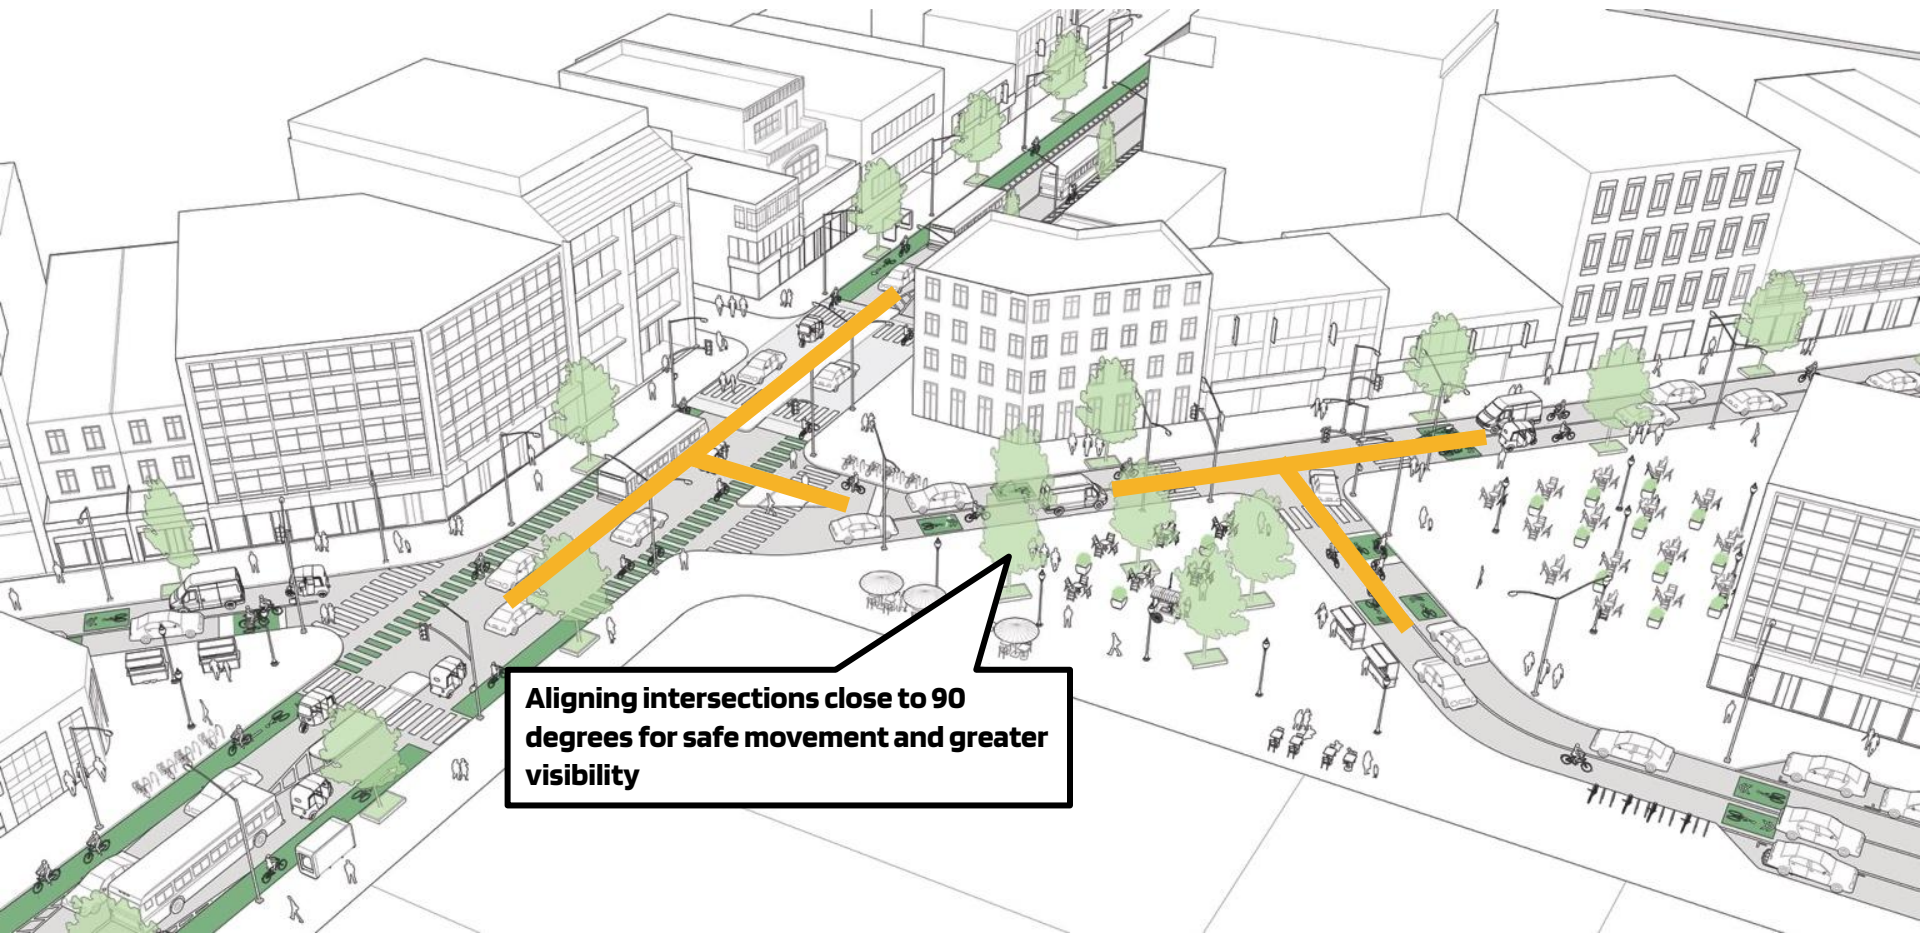 Aligning intersections close to 90
degrees for safe movement and greater
visibility